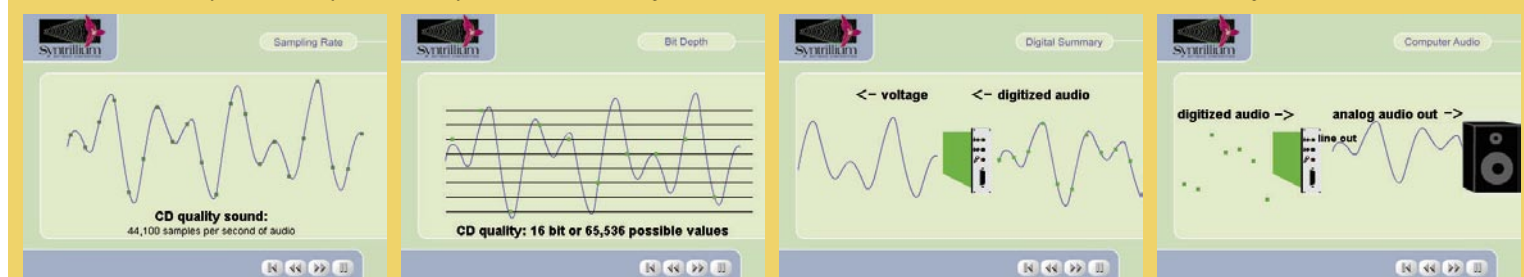 Syntrillium
Sampling Rate
CD quality sound:
44,100 samples per second of audio
Syntrillium
Bit Depth
CD quality: 16 bit or 65,536 possible values
Syntrillium
Digital Summary
<- voltage
<- digitized audio
Syntrillium
Computer Audio
digitized audio ->
analog audio out ->
line out